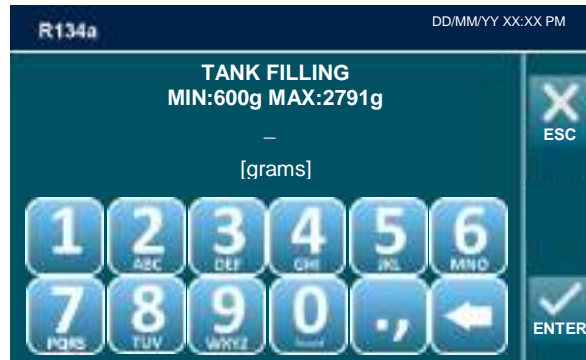 R134a
DD/MM/YY XX:XX PM
TANK FILLING
MIN:600g MAX:2791g
_
[grams]
ESC
1 2 3 4 5 6
ABC DEF GHI JKL MNO
7 8 9 0 .,
PQRS TUV WXYZ
ENTER